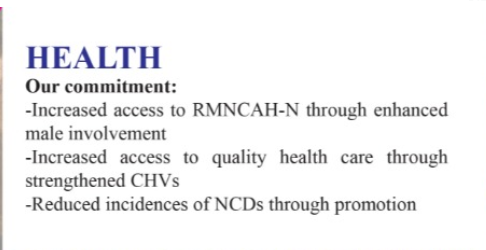 HEALTH
Our commitment:
-Increased access to RMNCAH-N through enhanced
male involvement
-Increased access to quality health care through
strengthened CHVs
-Reduced incidences of NCDs through promotion